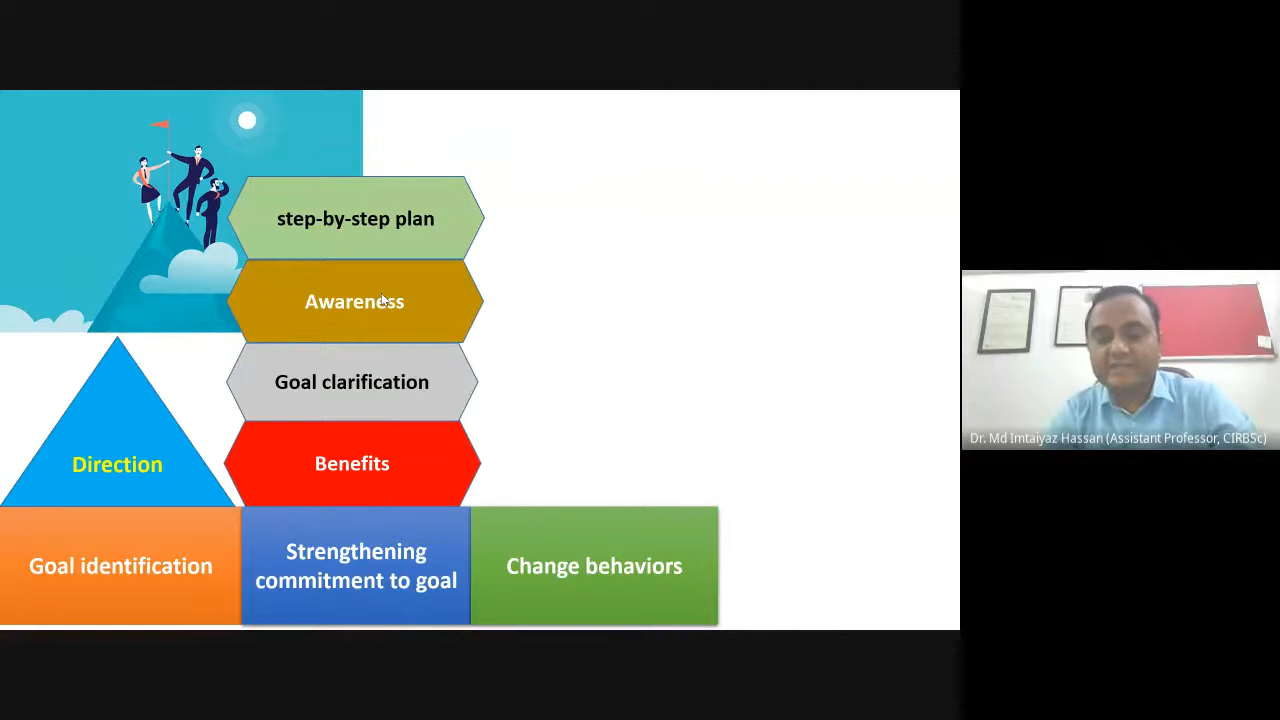 step-by-step plan
Awareness
Goal clarification
Direction
Benefits
Goal identification
Strengthening
commitment to goal
Change behaviors
Dr. Md Imtaiyaz Hassan (Assistant Professor, CIRBSc)